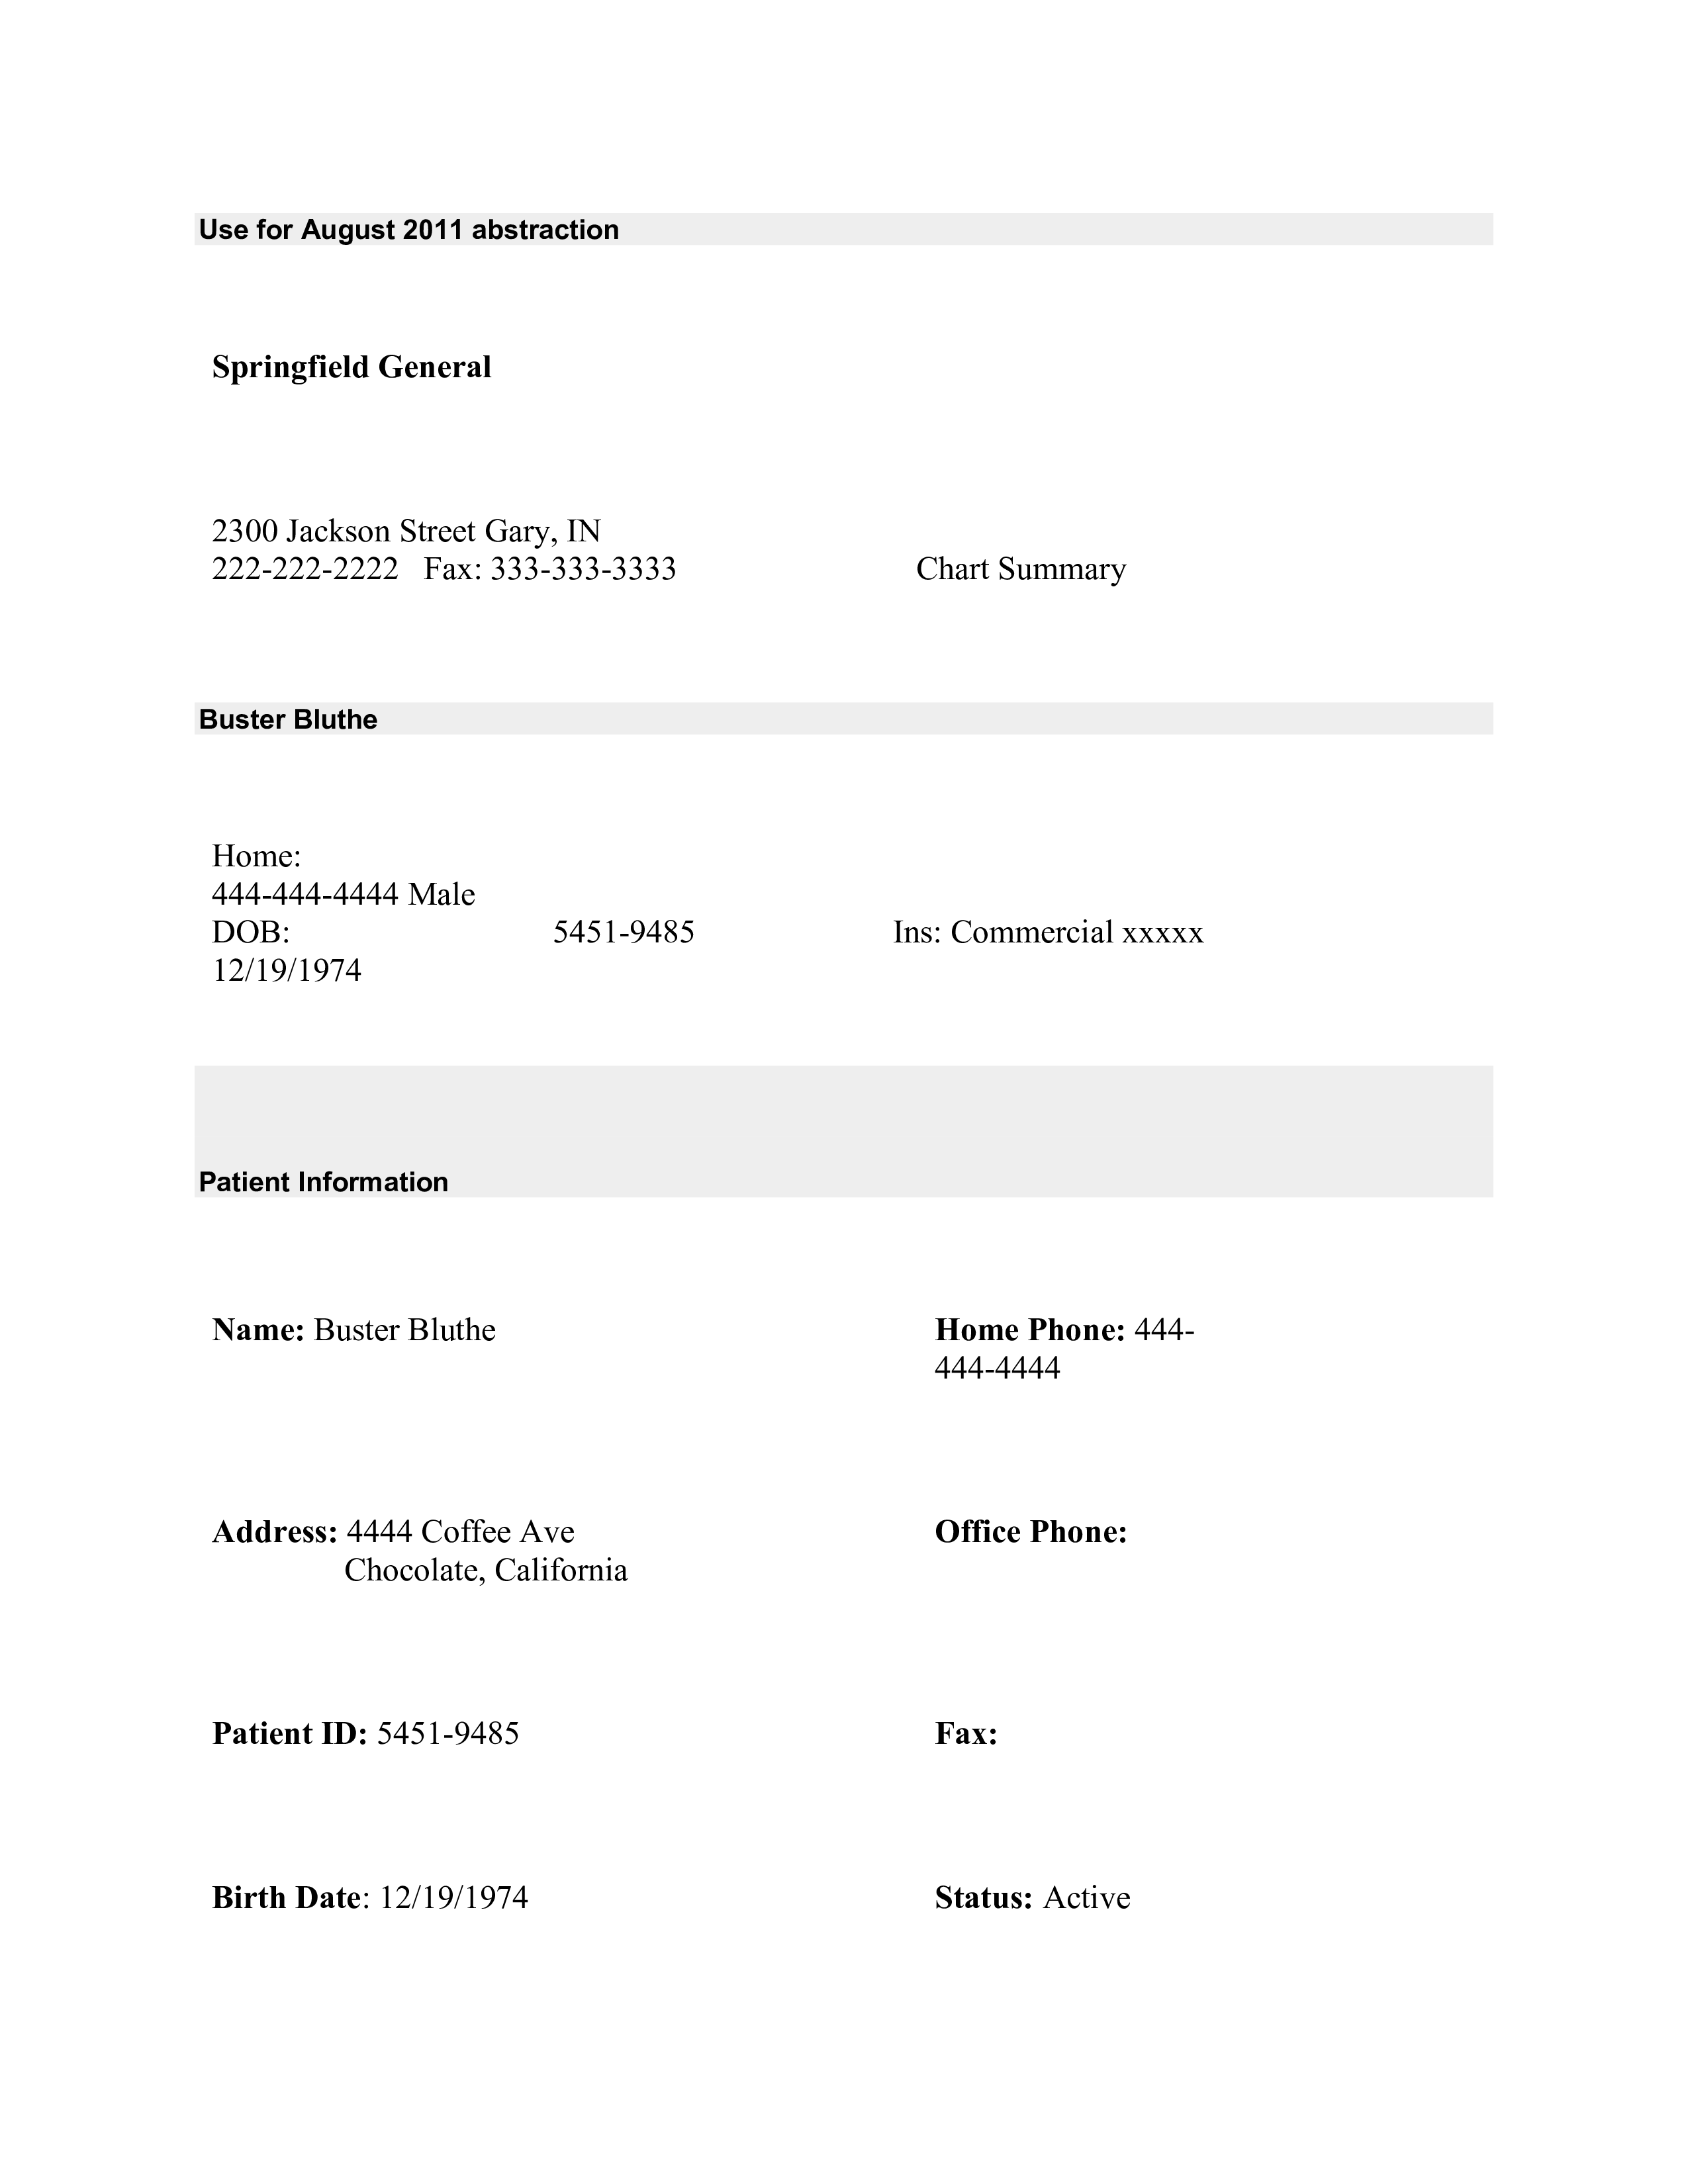 Use for August 2011 abstraction
Springfield General
2300 Jackson Street Gary, IN
222-222-2222 Fax: 333-333-3333 Chart Summary
Buster Bluthe
Home:
444-444-4444 Male
DOB: 5451-9485 Ins: Commercial xxxxx
12/19/1974
Patient Information
Name: Buster Bluthe Home Phone: 444-
444-4444
Address: 4444 Coffee Ave Office Phone:
Chocolate, California
Patient ID: 5451-9485 Fax:
Birth Date: 12/19/1974 Status: Active